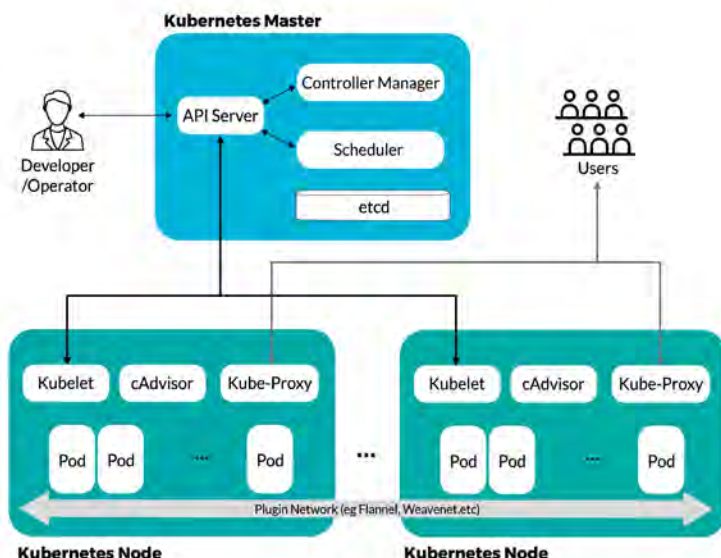 Kubernetes Master
Controller Manager
API Server
Scheduler
etcd
Developer
/Operator
Users
Kubelet
cAdvisor
Kube-Proxy
Kubelet
cAdvisor
Kube-Proxy
Pod
Pod
....
Pod
...
Pod
Pod
...
Pod
Plugin Network (eg Flannel, Weavenet.etc)
Kubernetes Node
Kubernetes Node